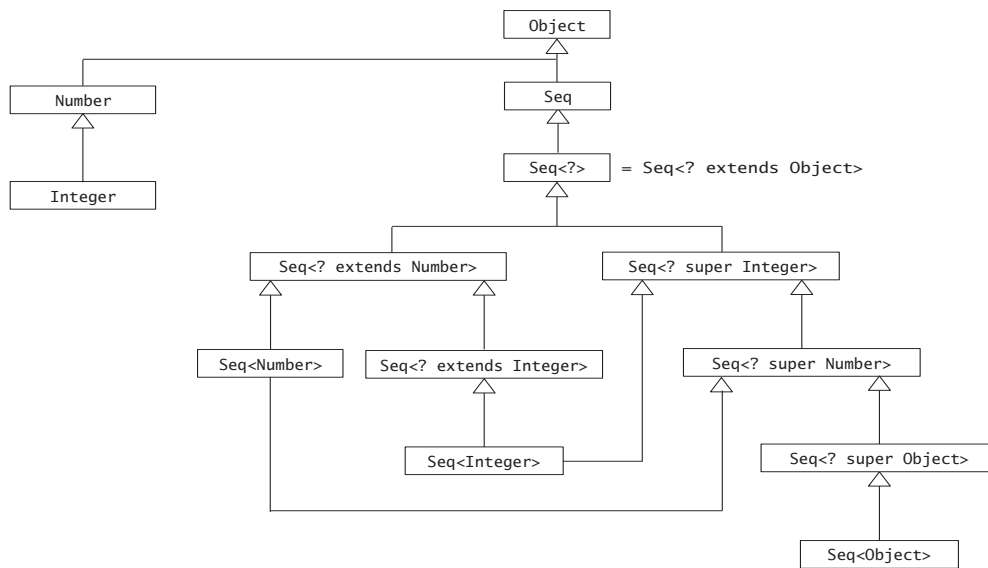 Object
Number
Seq
Seq<?> = Seq<? extends Object>
Integer
Seq<? extends Number>
Seq<? super Integer>
Seq<Number>
Seq<? extends Integer>
Seq<? super Number>
Seq<Integer>
Seq<? super Object>
Seq<Object>